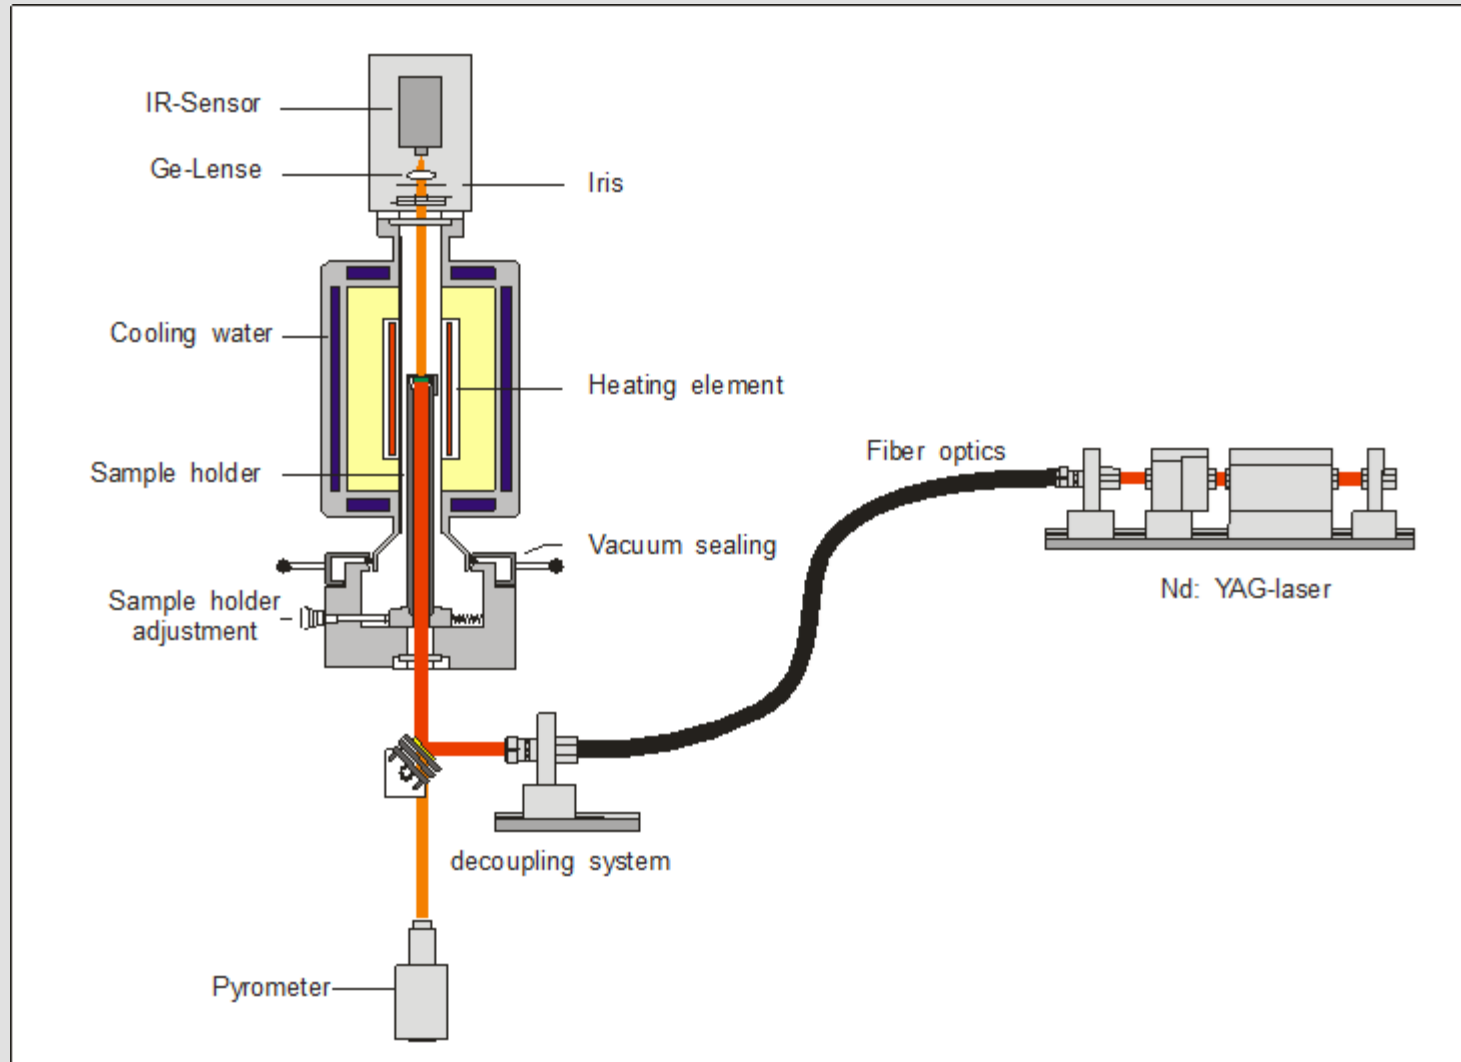 IR-Sensor
Ge-Lense
Iris
Cooling water
Heating element
Sample holder
Fiber optics
Vacuum sealing
Nd: YAG-laser
Sample holder
adjustment
decoupling system
Pyrometer